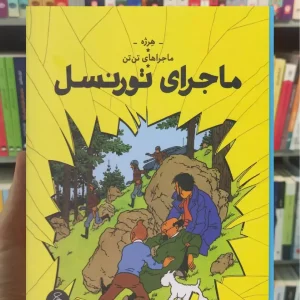 - هرژه -
ماجراهای تن‌تن
ماجرای تورنسل